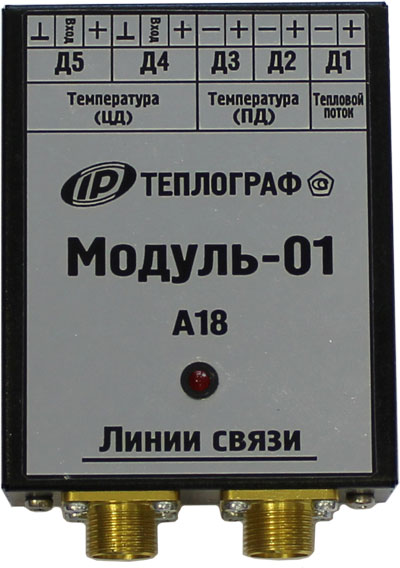 ⊥ Вход + ⊥ Вход + − + − + − +
Д5 Д4 Д3 Д2 Д1
Температура (ЦД)
Температура (ПД)
Тепловой поток
IP ТЕПЛОГРАФ
Модуль-01
А18
Линии связи